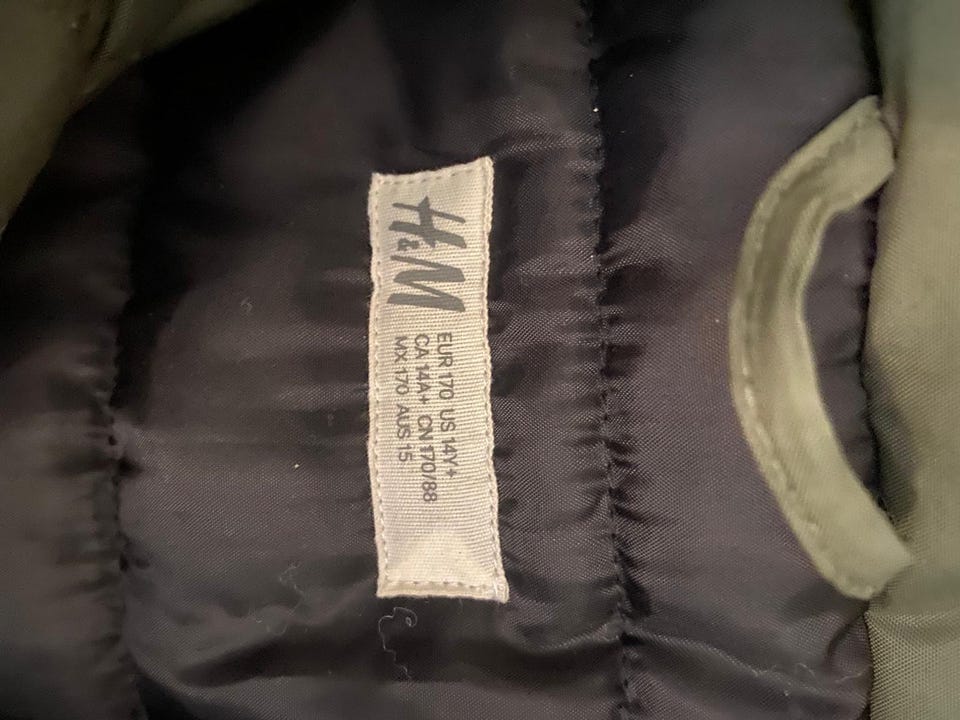 H&M
EUR 170 US 14Y+
CA 14A+ CN 170/88
MX 170 AUS 15